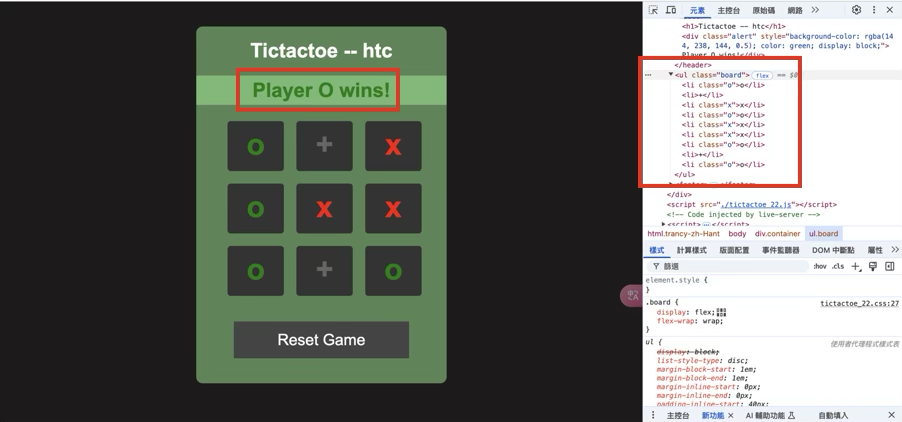 Tictactoe -- htc
Player O wins!
o + x
o x x
o + o
Reset Game
元素 主控台 原始碼 網路
<h1>Tictactoe -- htc</h1>
<div class="alert" style="background-color: rgba(14
4, 238, 144, 0.5); color: green; display: block;">
Player O wins!</div>
</header>
<ul class="board"> flex == $0
<li class="o">o</li>
<li>+</li>
<li class="x">x</li>
<li class="o">o</li>
<li class="x">x</li>
<li class="x">x</li>
<li class="o">o</li>
<li>+</li>
<li class="o">o</li>
</ul>
</div>
<script src="./tictactoe_22.js"></script>
<!-- Code injected by live-server -->
<script> … </script>
html.trancy-zh-Hant body div.container ul.board
樣式 計算樣式 版面配置 事件監聽器 DOM 中斷點 屬性
篩選 :hov .cls
element.style {
}
.board { tictactoe_22.css:27
display: flex;
flex-wrap: wrap;
}
ul { 使用者代理程式樣式表
display: block;
list-style-type: disc;
margin-block-start: 1em;
margin-block-end: 1em;
margin-inline-start: 0px;
margin-inline-end: 0px;
padding-inline-start: 40px;
主控台 新功能 AI 輔助功能 自動填入